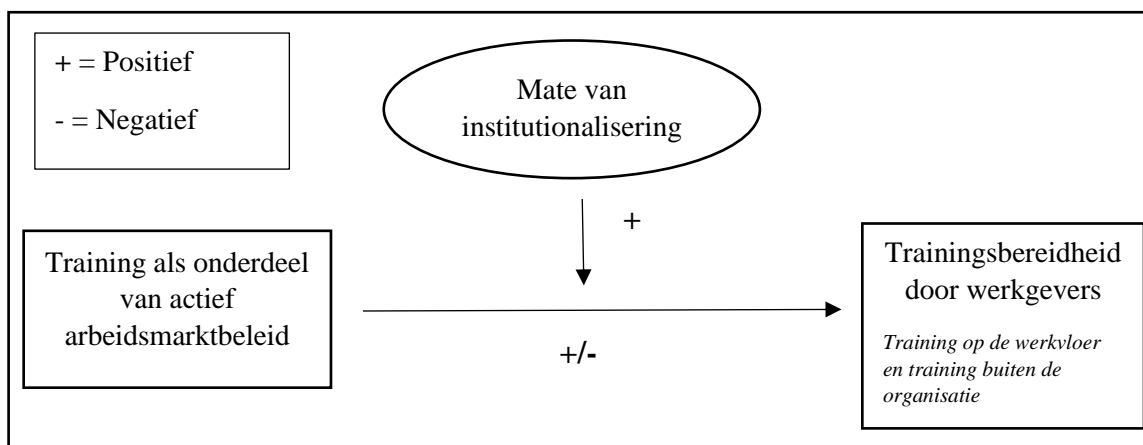 + = Positief
- = Negatief
Mate van
institutionalisering
+
Training als onderdeel
van actief
arbeidsmarktbeleid
+/-
Trainingsbereidheid
door werkgevers
Training op de werkvloer
en training buiten de
organisatie